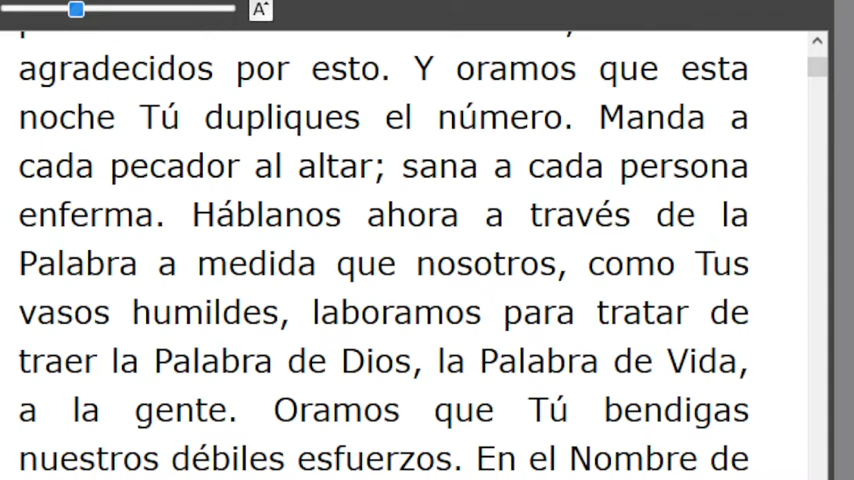 A
agradecidos por esto. Y oramos que esta
noche Tú dupliques el número. Manda a
cada pecador al altar; sana a cada persona
enferma. Háblanos ahora a través de la
Palabra a medida que nosotros, como Tus
vasos humildes, laboramos para tratar de
traer la Palabra de Dios, la Palabra de Vida,
a la gente. Oramos que Tú bendigas
nuestros débiles esfuerzos. En el Nombre de